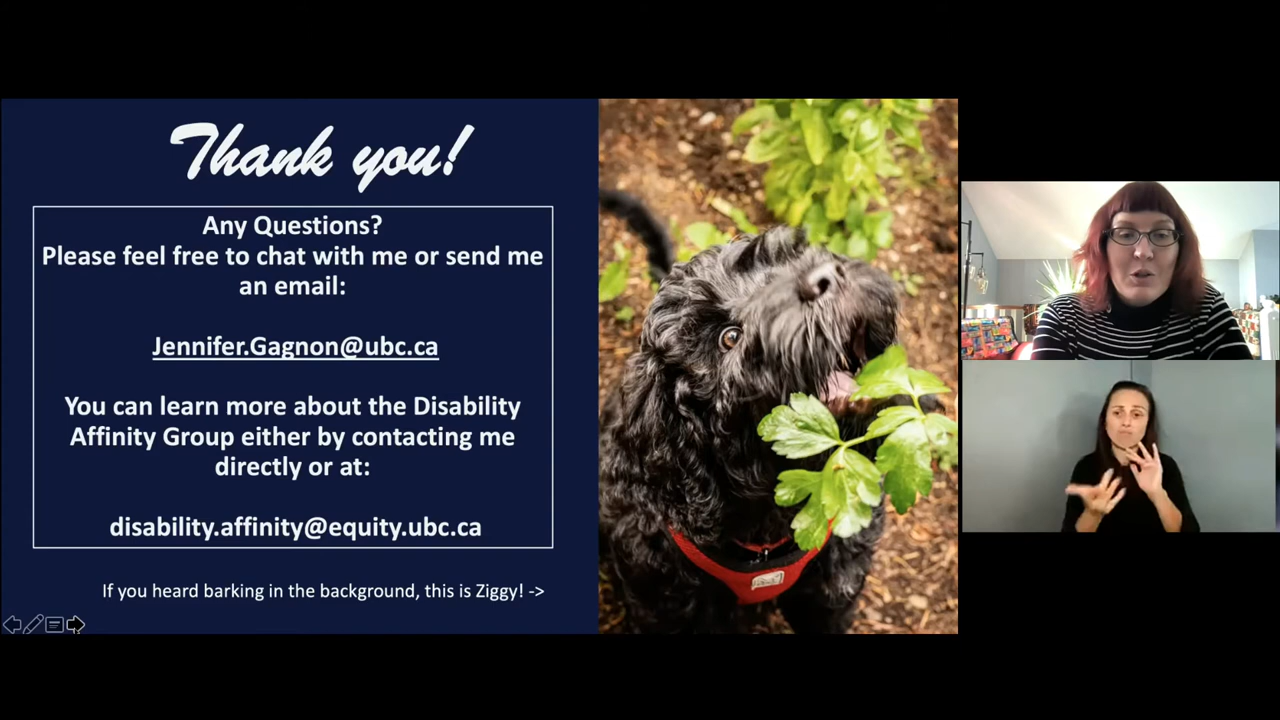 Thank you!
Any Questions?
Please feel free to chat with me or send me
an email:
Jennifer.Gagnon@ubc.ca
You can learn more about the Disability
Affinity Group either by contacting me
directly or at:
disability.affinity@equity.ubc.ca
If you heard barking in the background, this is Ziggy! ->